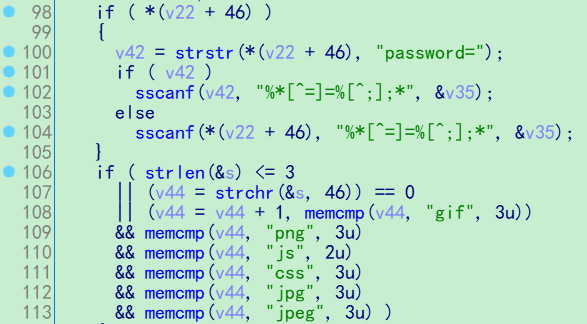 98 if ( *(v22 + 46) )
99 {
100 v42 = strstr(*(v22 + 46), "password=");
101 if ( v42 )
102 sscanf(v42, "%*[^=]=%[^;];*", &v35);
103 else
104 sscanf(*(v22 + 46), "%*[^=]=%[^;];*", &v35);
105 }
106 if ( strlen(&s) <= 3
107 || (v44 = strchr(&s, 46)) == 0
108 || (v44 = v44 + 1, memcmp(v44, "gif", 3u))
109 && memcmp(v44, "png", 3u)
110 && memcmp(v44, "js", 2u)
111 && memcmp(v44, "css", 3u)
112 && memcmp(v44, "jpg", 3u)
113 && memcmp(v44, "jpeg", 3u) )